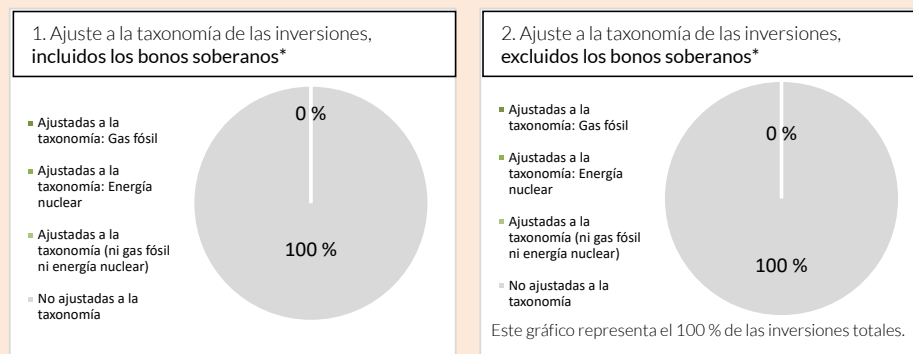 1. Ajuste a la taxonomía de las inversiones,
incluidos los bonos soberanos*
Ajustadas a la
taxonomía: Gas fósil
Ajustadas a la
taxonomía: Energía
nuclear
Ajustadas a la
taxonomía (ni gas fósil
ni energía nuclear)
No ajustadas a la
taxonomía
0 %
100 %
2. Ajuste a la taxonomía de las inversiones,
excluidos los bonos soberanos*
Ajustadas a la
taxonomía: Gas fósil
Ajustadas a la
taxonomía: Energía
nuclear
Ajustadas a la
taxonomía (ni gas fósil
ni energía nuclear)
No ajustadas a la
taxonomía
0 %
100 %
Este gráfico representa el 100 % de las inversiones totales.